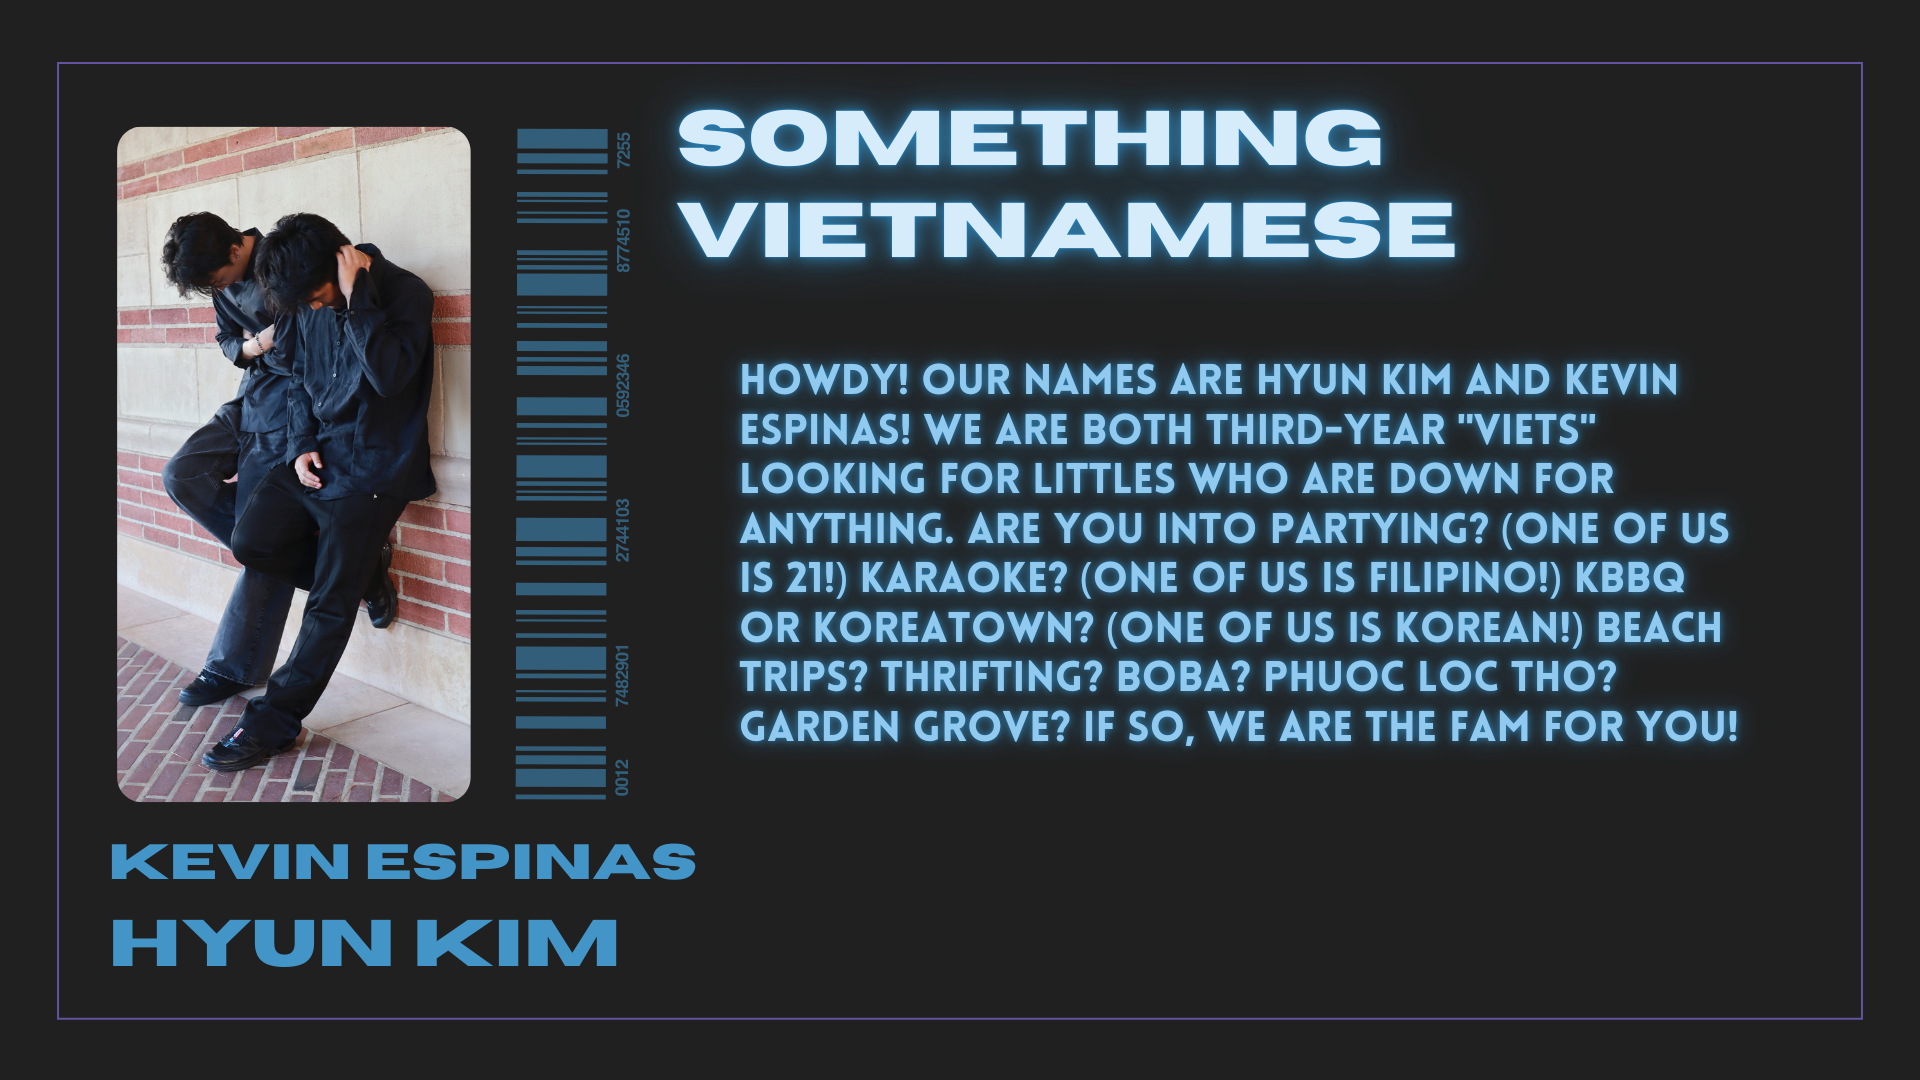 SOMETHING
VIETNAMESE
HOWDY! OUR NAMES ARE HYUN KIM AND KEVIN
ESPINAS! WE ARE BOTH THIRD-YEAR "VIETS"
LOOKING FOR LITTLES WHO ARE DOWN FOR
ANYTHING. ARE YOU INTO PARTYING? (ONE OF US
IS 21!) KARAOKE? (ONE OF US IS FILIPINO!) KBBQ
OR KOREATOWN? (ONE OF US IS KOREAN!) BEACH
TRIPS? THRIFTING? BOBA? PHUOC LOC THO?
GARDEN GROVE? IF SO, WE ARE THE FAM FOR YOU!
0012 7482901 2744103 0592346 8774510 7255
KEVIN ESPINAS
HYUN KIM